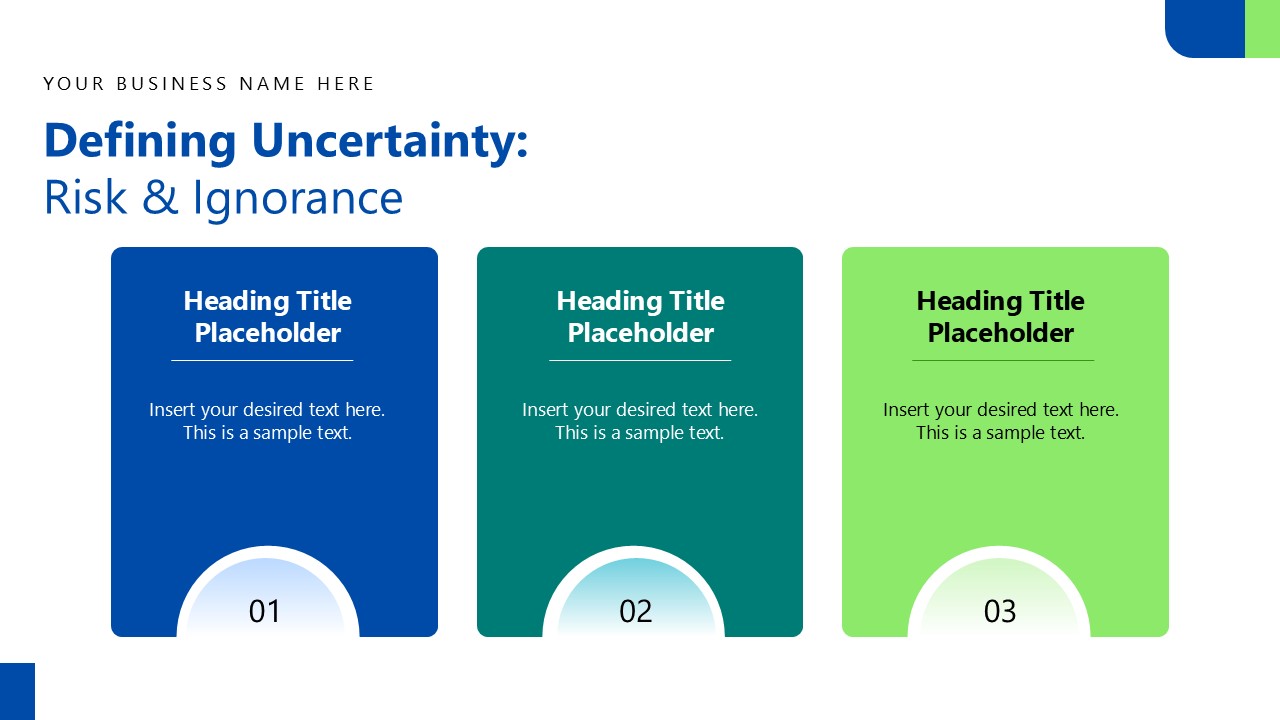 YOUR BUSINESS NAME HERE
Defining Uncertainty:
Risk & Ignorance
Heading Title
Placeholder
Insert your desired text here.
This is a sample text.
01
Heading Title
Placeholder
Insert your desired text here.
This is a sample text.
02
Heading Title
Placeholder
Insert your desired text here.
This is a sample text.
03